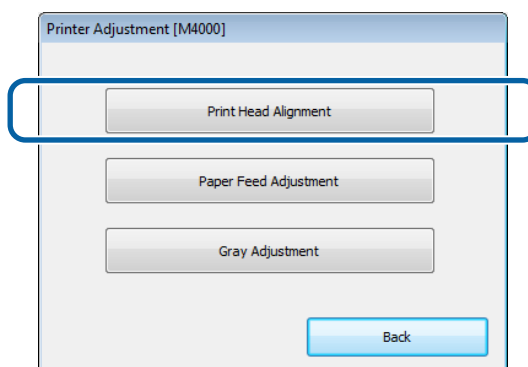 Printer Adjustment [M4000]
Print Head Alignment
Paper Feed Adjustment
Gray Adjustment
Back